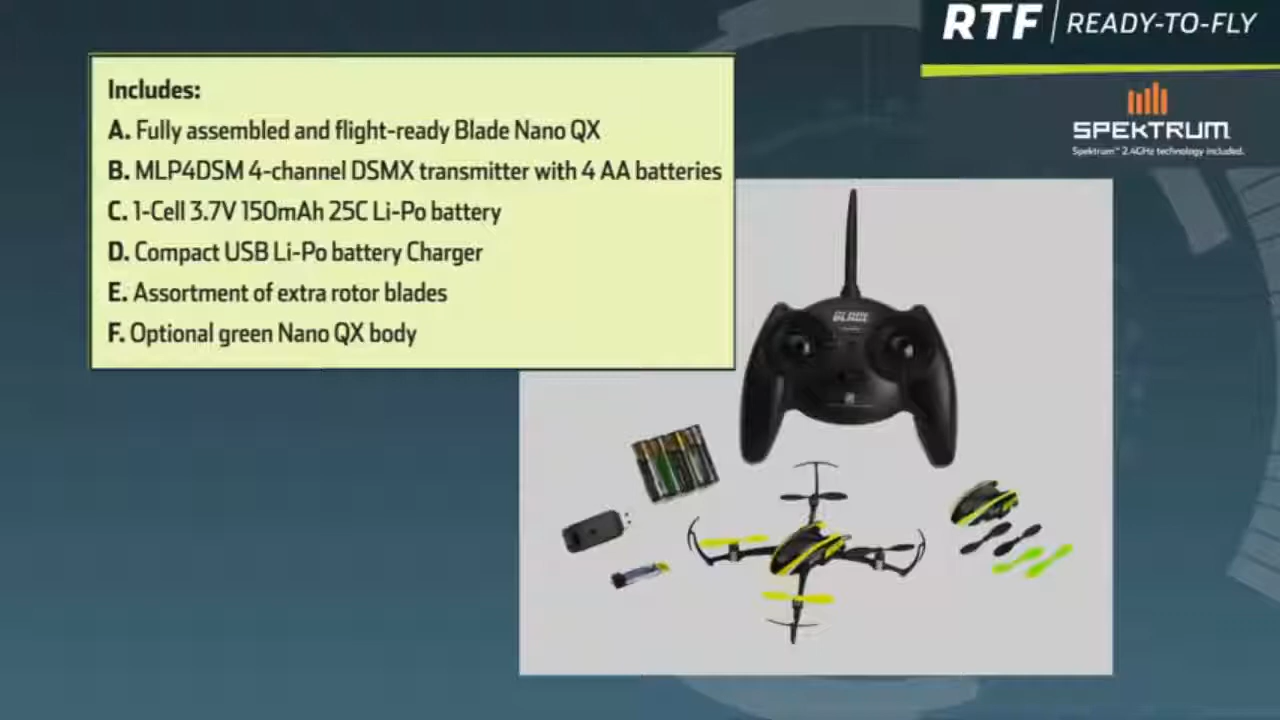 RTF | READY-TO-FLY
SPEKTRUM
Spektrum™ 2.4GHz technology included.
Includes:
A. Fully assembled and flight-ready Blade Nano QX
B. MLP4DSM 4-channel DSMX transmitter with 4 AA batteries
C. 1-Cell 3.7V 150mAh 25C Li-Po battery
D. Compact USB Li-Po battery Charger
E. Assortment of extra rotor blades
F. Optional green Nano QX body
BLADE